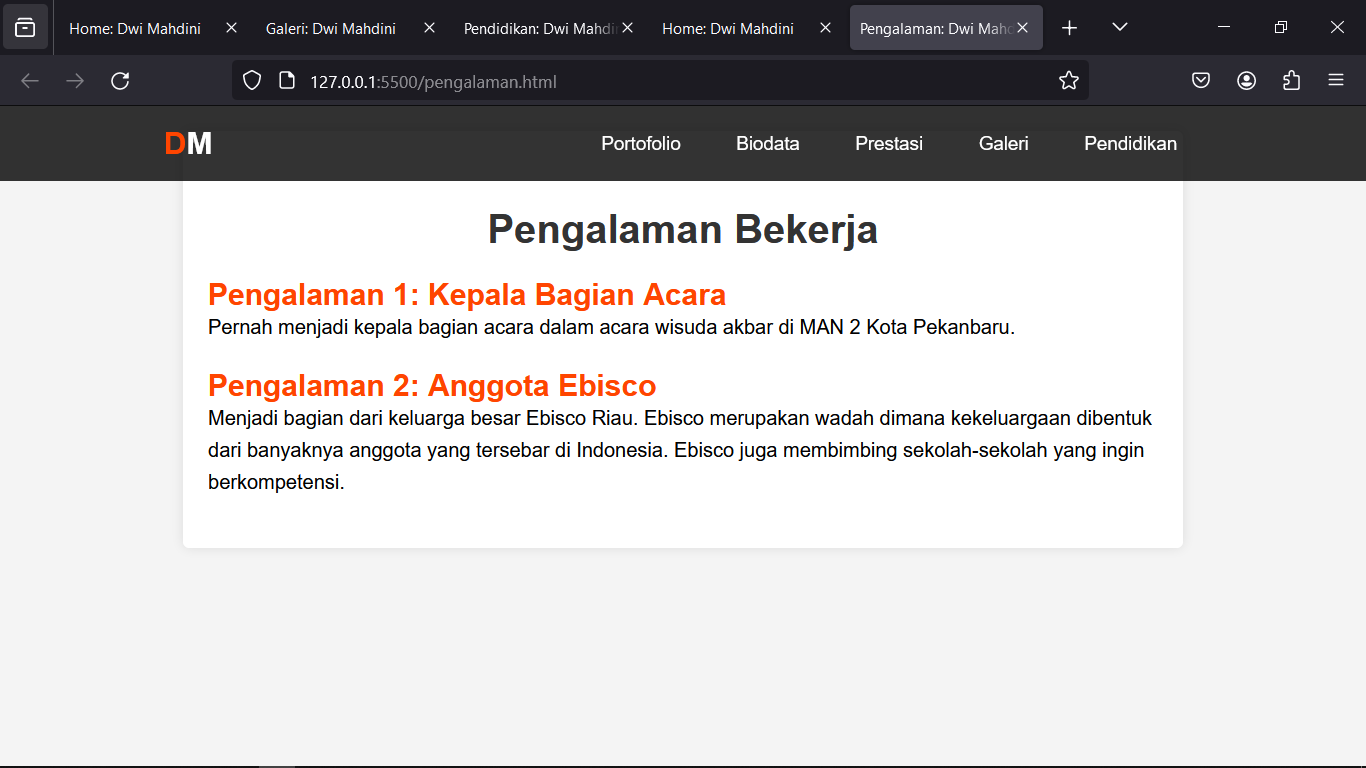 Home: Dwi Mahdini
Galeri: Dwi Mahdini
Pendidikan: Dwi Mahdin
Home: Dwi Mahdini
Pengalaman: Dwi Mahd
127.0.0.1:5500/pengalaman.html
DM
Portofolio Biodata Prestasi Galeri Pendidikan
Pengalaman Bekerja
Pengalaman 1: Kepala Bagian Acara
Pernah menjadi kepala bagian acara dalam acara wisuda akbar di MAN 2 Kota Pekanbaru.
Pengalaman 2: Anggota Ebisco
Menjadi bagian dari keluarga besar Ebisco Riau. Ebisco merupakan wadah dimana kekeluargaan dibentuk
dari banyaknya anggota yang tersebar di Indonesia. Ebisco juga membimbing sekolah-sekolah yang ingin
berkompetensi.